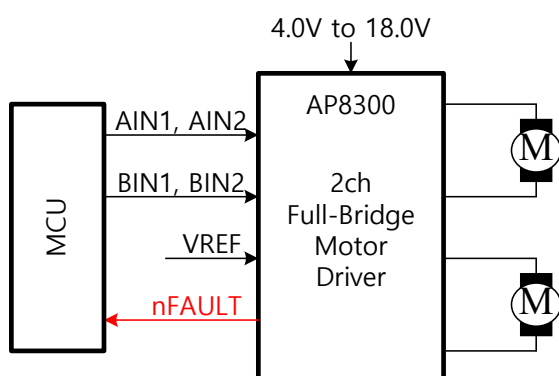 4.0V to 18.0V
AP8300
AIN1, AIN2
M
MCU
BIN1, BIN2
2ch
Full-Bridge
Motor
Driver
VREF
nFAULT
M